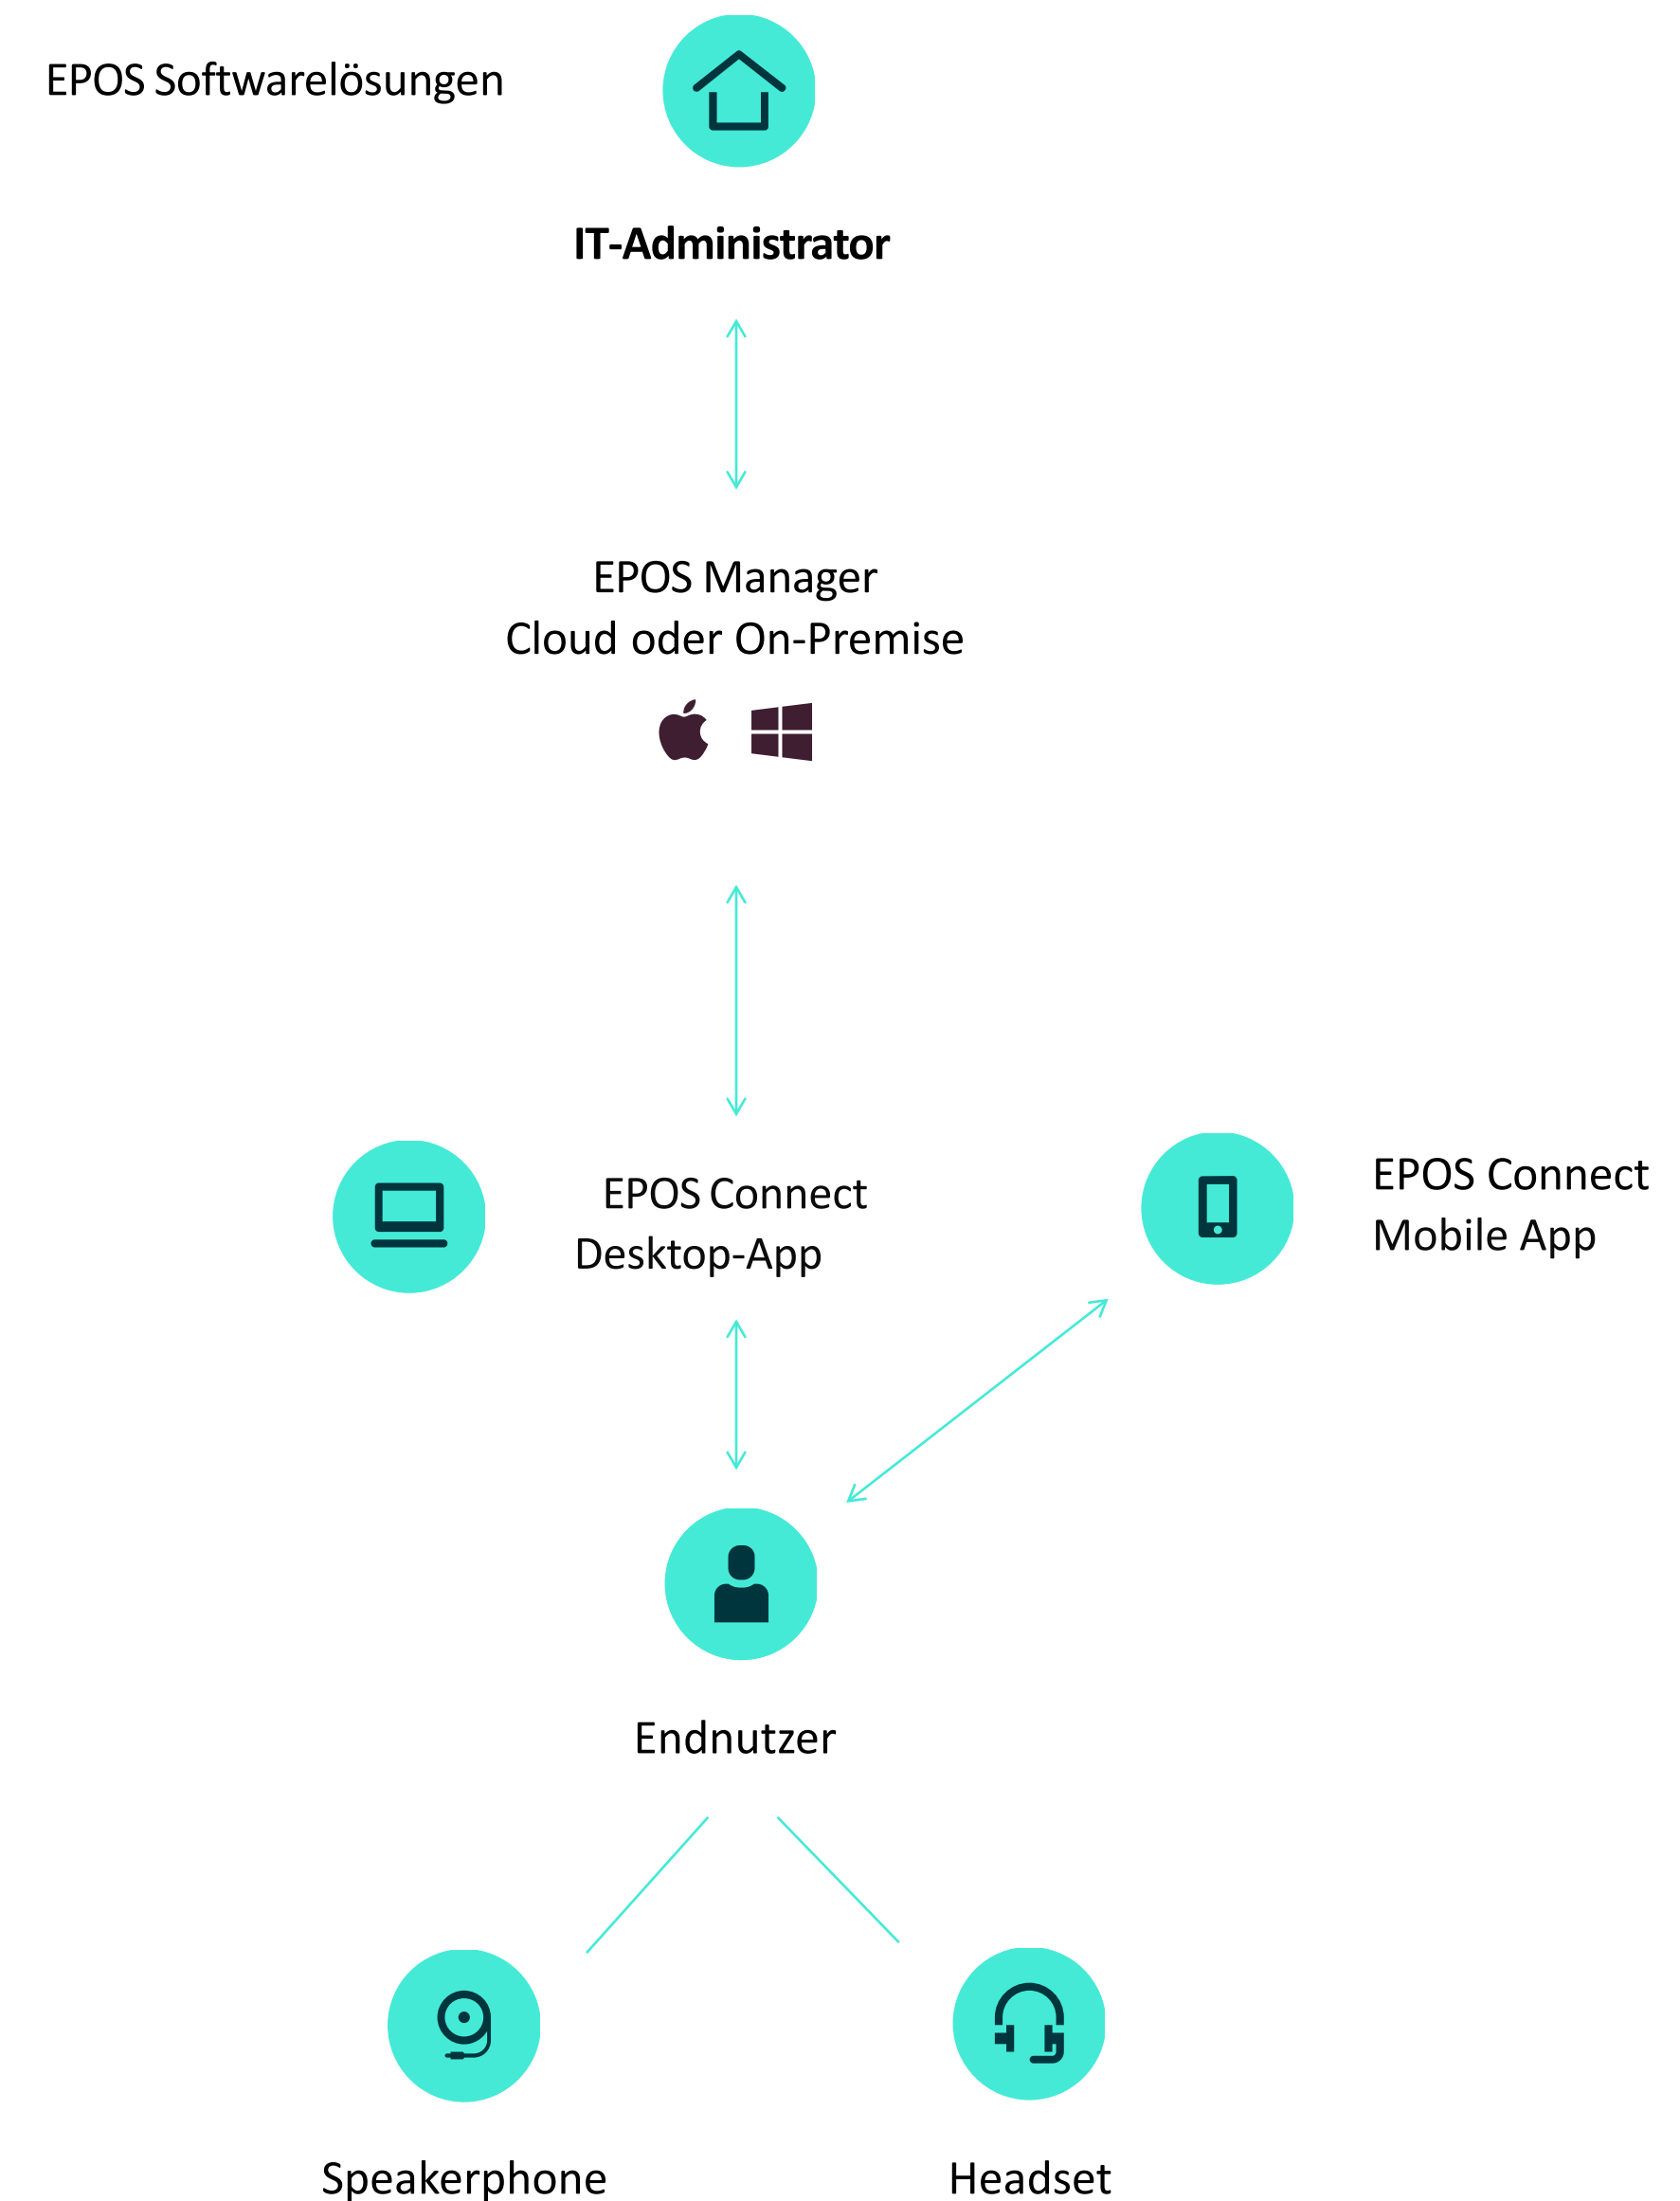 EPOS Softwarelösungen
IT-Administrator
EPOS Manager
Cloud oder On-Premise
EPOS Connect
Desktop-App
EPOS Connect
Mobile App
Endnutzer
Speakerphone
Headset